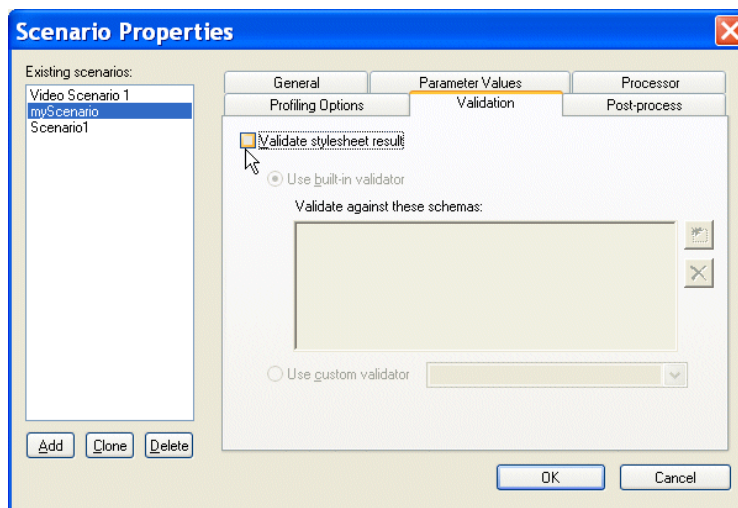 Scenario Properties
Existing scenarios:
Video Scenario 1
myScenario
Scenario1
Add Clone Delete
General Parameter Values Processor
Profiling Options Validation Post-process
Validate stylesheet result
Use built-in validator
Validate against these schemas:
Use custom validator
OK Cancel